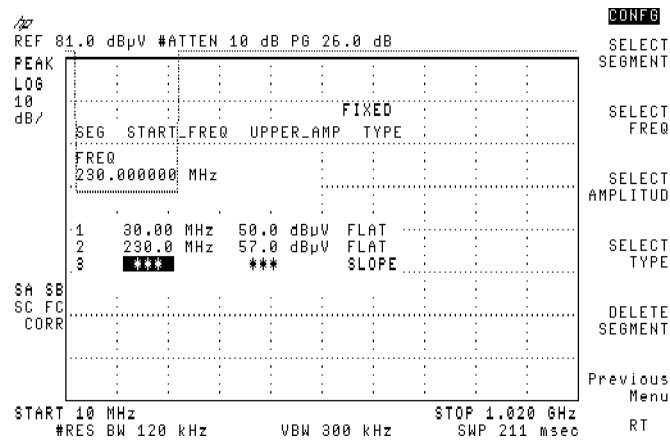 CONFG
hp
REF 81.0 dBµV #ATTEN 10 dB PG 26.0 dB
SELECT
SEGMENT
PEAK
LOG
10
dB/
FIXED
SELECT
FREQ
SEG START_FREQ UPPER_AMP TYPE
FREQ
230.000000 MHz
SELECT
AMPLITUD
1 30.00 MHz 50.0 dBµV FLAT
2 230.0 MHz 57.0 dBµV FLAT
3 *** *** SLOPE
SELECT
TYPE
SA SB
SC FC
CORR
DELETE
SEGMENT
Previous
Menu
START 10 MHz STOP 1.020 GHz
#RES BW 120 kHz VBW 300 kHz SWP 211 msec
RT